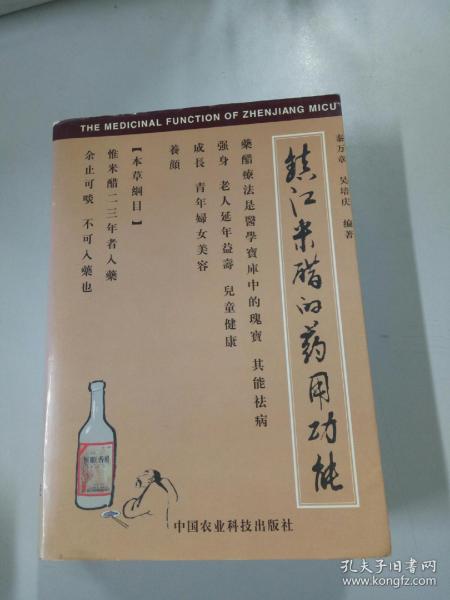 THE MEDICINAL FUNCTION OF ZHENJIANG MICU
秦万章 吴培庆 编著
镇江米醋的药用功能
藥醋療法是醫學寶庫中的瑰寶 其能祛病
强身 老人延年益壽 兒童健康
成長 青年婦女美容
養顔
【本草綱目】
惟米醋二三年者入藥
余止可啖 不可入藥也
中国农业科技出版社
孔夫子旧书网
www.kongfz.com